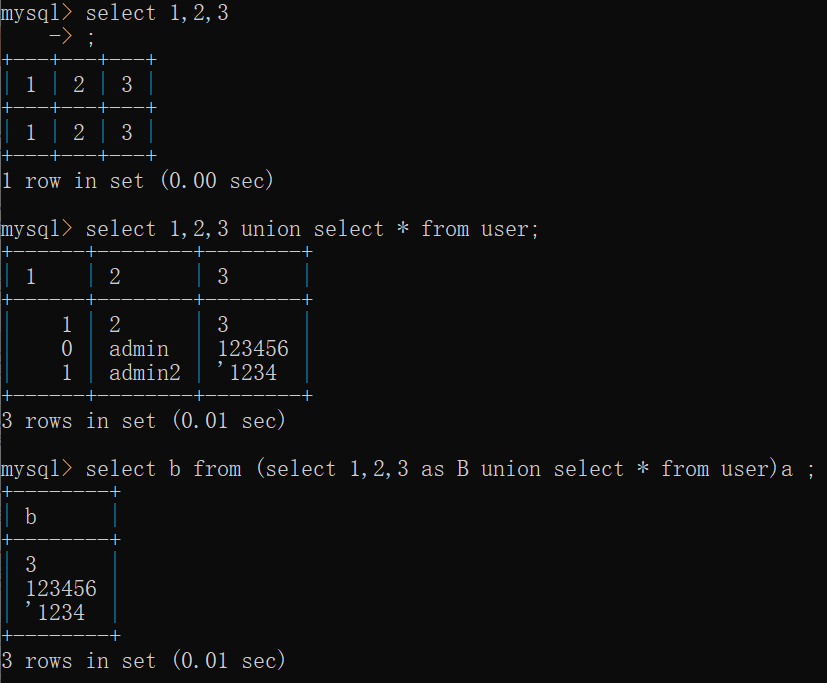 mysql> select 1,2,3
    -> ;
+---+---+---+
| 1 | 2 | 3 |
+---+---+---+
| 1 | 2 | 3 |
+---+---+---+
1 row in set (0.00 sec)

mysql> select 1,2,3 union select * from user;
+------+--------+--------+
| 1    | 2      | 3      |
+------+--------+--------+
|    1 | 2      | 3      |
|    0 | admin  | 123456 |
|    1 | admin2 | '1234  |
+------+--------+--------+
3 rows in set (0.01 sec)

mysql> select b from (select 1,2,3 as B union select * from user)a ;
+--------+
| b      |
+--------+
| 3      |
| 123456 |
| '1234  |
+--------+
3 rows in set (0.01 sec)